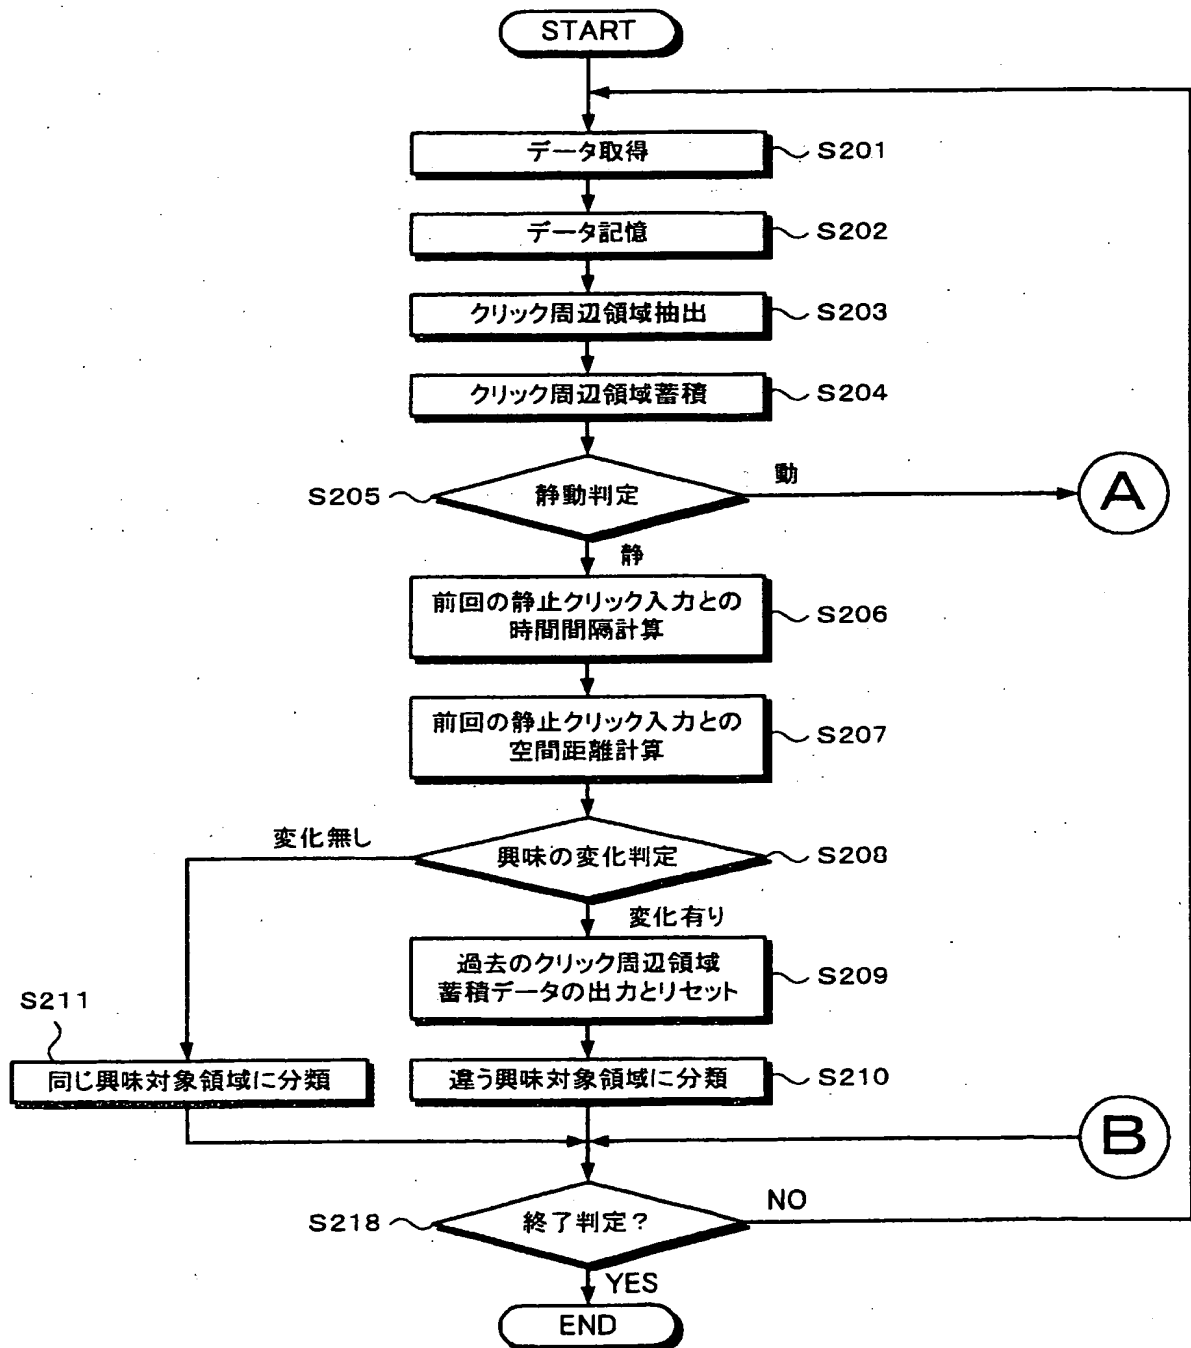 START
データ取得
S201
データ記憶
S202
クリック周辺領域抽出
S203
クリック周辺領域蓄積
S204
S205
静動判定
動
A
静
前回の静止クリック入力との
時間間隔計算
S206
前回の静止クリック入力との
空間距離計算
S207
変化無し
興味の変化判定
S208
変化有り
過去のクリック周辺領域
蓄積データの出力とリセット
S209
S211
同じ興味対象領域に分類
違う興味対象領域に分類
S210
B
S218
終了判定?
NO
YES
END